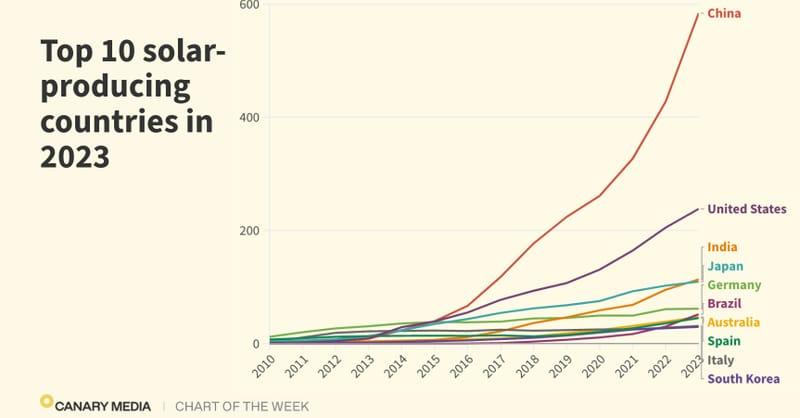 Top 10 solar-
producing
countries in
2023
600
400
200
0
2010 2011 2012 2013 2014 2015 2016 2017 2018 2019 2020 2021 2022 2023
China
United States
India
Japan
Germany
Brazil
Australia
Spain
Italy
South Korea
CANARY MEDIA | CHART OF THE WEEK